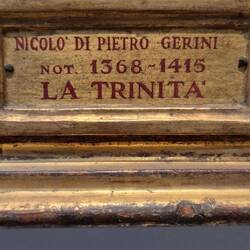 NICOLO' DI PIETRO GERINI
NOT. 1368-1415
LA TRINITA'